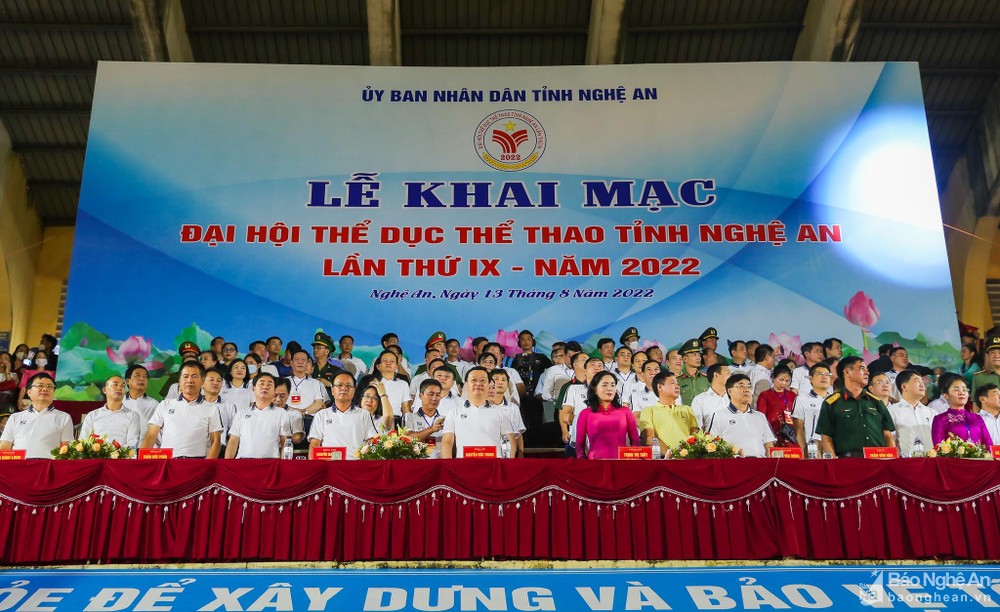 ỦY BAN NHÂN DÂN TỈNH NGHỆ AN
2022
LỄ KHAI MẠC
ĐẠI HỘI THỂ DỤC THỂ THAO TỈNH NGHỆ AN
LẦN THỨ IX - NĂM 2022
Nghệ An, Ngày 13 Tháng 8 Năm 2022
ĐỂ XÂY DỰNG VÀ BẢO
Báo Nghệ An
baonghean.vn